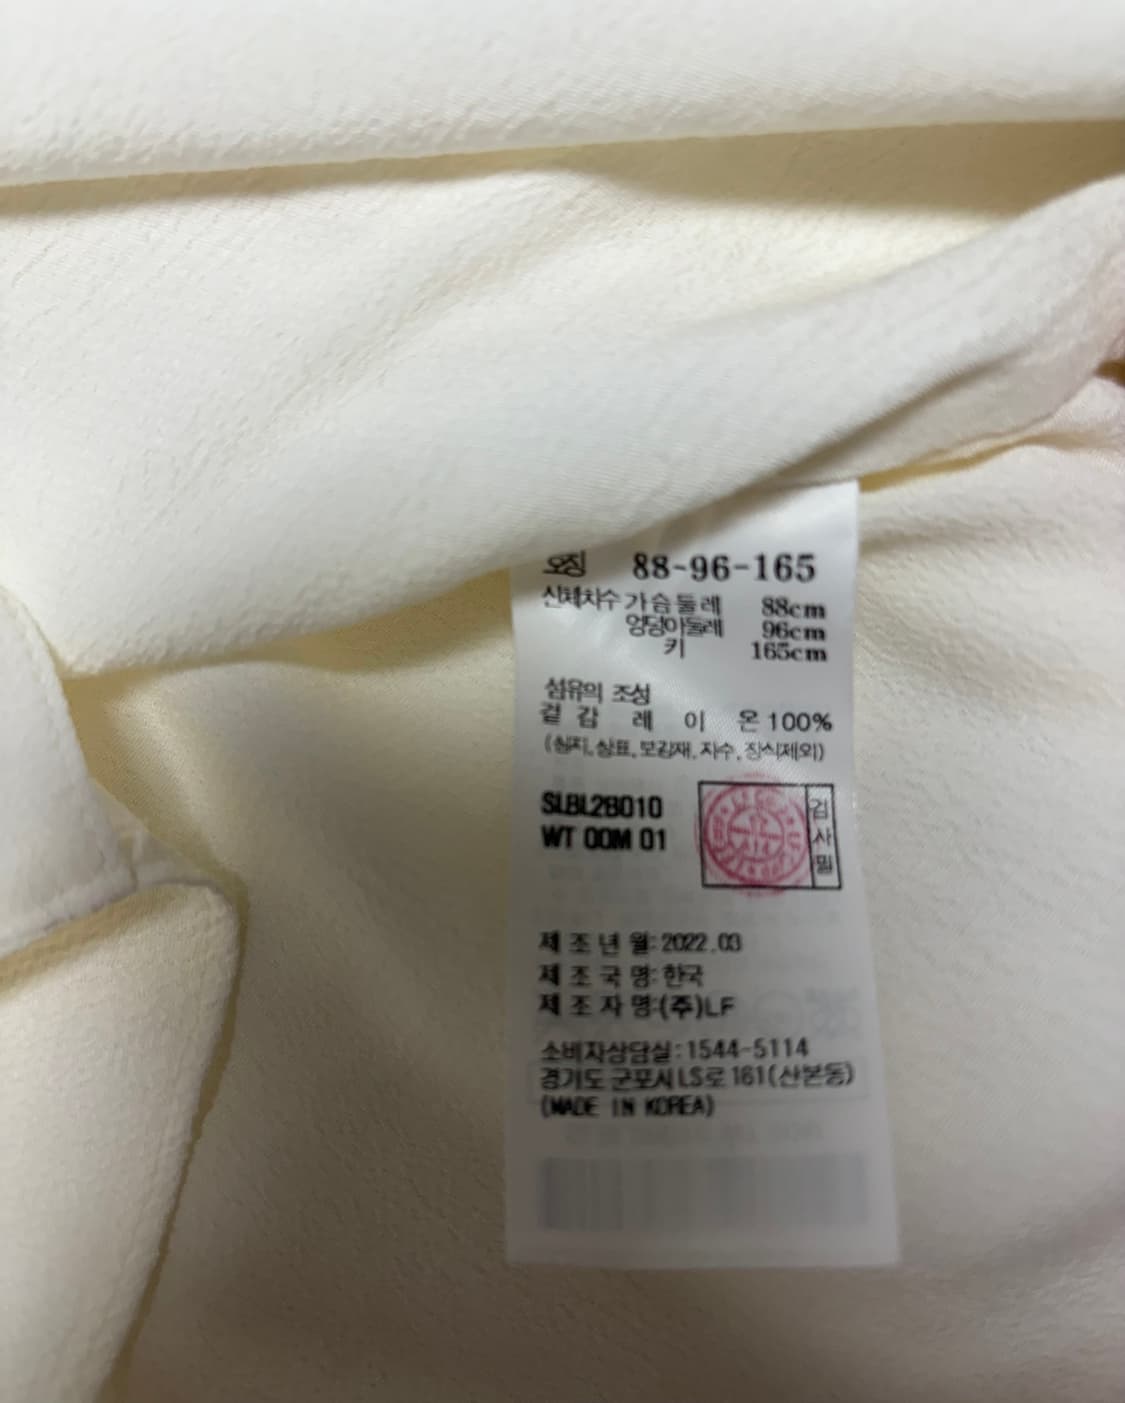 호칭 88-96-165
신체치수 가슴둘레 88cm
엉덩이둘레 96cm
키 165cm
섬유의 조성
겉감 레이온 100%
(심지,상표,보강재,자수,장식제외)
SLBL2B010
WT 00M 01
검사필
제조년월: 2022.03
제조국명: 한국
제조자명:(주)LF
소비자상담실:1544-5114
경기도 군포시 LS로 161(산본동)
(MADE IN KOREA)